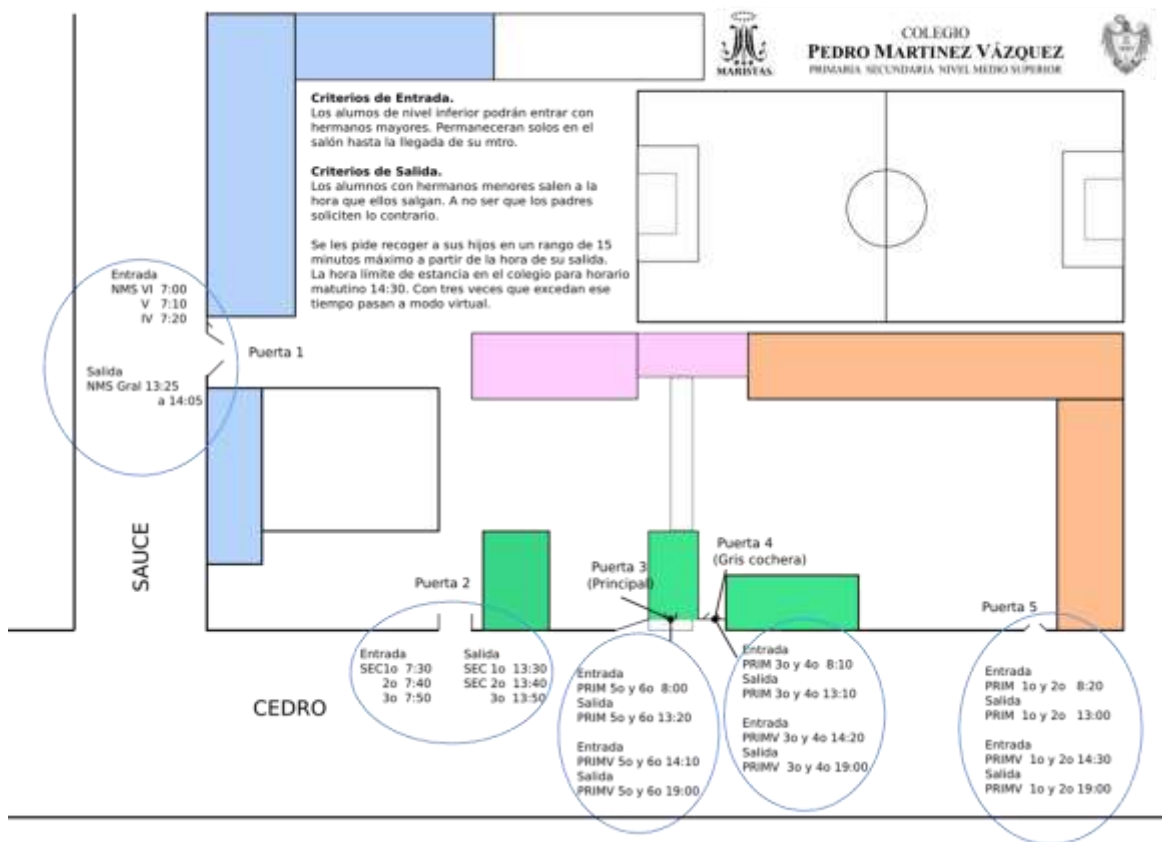 COLEGIO
MARISTAS
PEDRO MARTINEZ VÁZQUEZ
PRIMARIA SECUNDARIA NIVEL MEDIO SUPERIOR
Criterios de Entrada.
Los alumos de nivel inferior podrán entrar con
hermanos mayores. Permaneceran solos en el
salón hasta la llegada de su mtro.
Criterios de Salida.
Los alumnos con hermanos menores salen a la
hora que ellos salgan. A no ser que los padres
soliciten lo contrario.
Se les pide recoger a sus hijos en un rango de 15
minutos máximo a partir de la hora de su salida.
La hora límite de estancia en el colegio para horario
matutino 14:30. Con tres veces que excedan ese
tiempo pasan a modo virtual.
Entrada
NMS VI 7:00
V 7:10
IV 7:20
Puerta 1
Salida
NMS Gral 13:25
a 14:05
SAUCE
Puerta 2
Puerta 3
(Principal)
Puerta 4
(Gris cochera)
Puerta 5
CEDRO
Entrada
SEC1o 7:30
2o 7:40
3o 7:50
Salida
SEC 1o 13:30
SEC 2o 13:40
3o 13:50
Entrada
PRIM 5o y 6o 8:00
Salida
PRIM 5o y 6o 13:20
Entrada
PRIMV 5o y 6o 14:10
Salida
PRIMV 5o y 6o 19:00
Entrada
PRIM 3o y 4o 8:10
Salida
PRIM 3o y 4o 13:10
Entrada
PRIMV 3o y 4o 14:20
Salida
PRIMV 3o y 4o 19:00
Entrada
PRIM 1o y 2o 8:20
Salida
PRIM 1o y 2o 13:00
Entrada
PRIMV 1o y 2o 14:30
Salida
PRIMV 1o y 2o 19:00